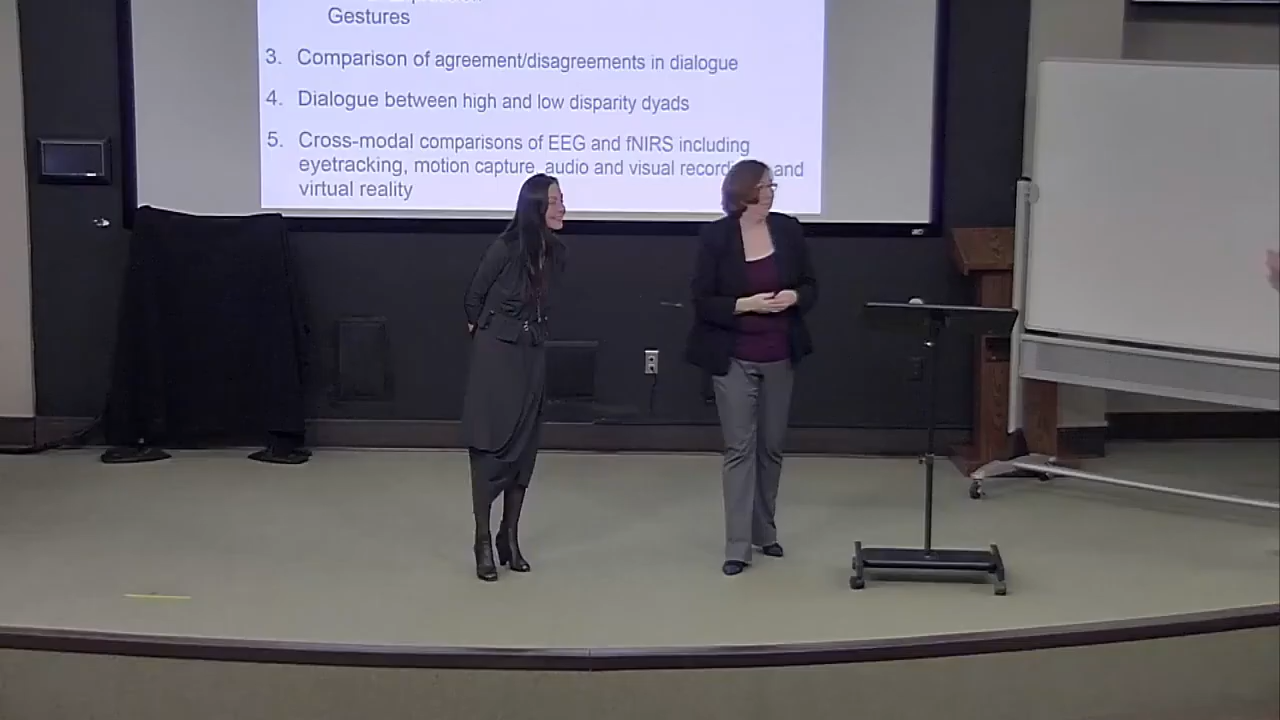 Gestures
3. Comparison of agreement/disagreements in dialogue
4. Dialogue between high and low disparity dyads
5. Cross-modal comparisons of EEG and fNIRS including
eyetracking, motion capture, audio and visual and
virtual reality